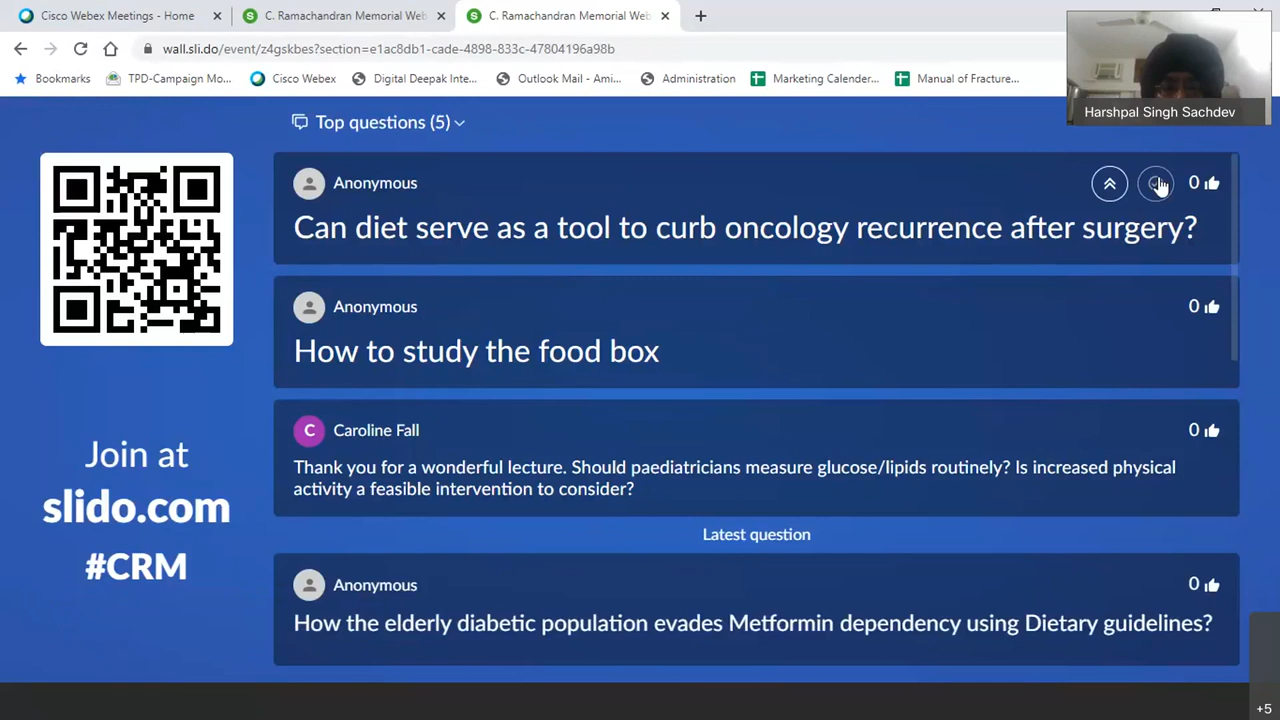 Cisco Webex Meetings - Home
C. Ramachandran Memorial Web
C. Ramachandran Memorial Web
wall.sli.do/event/z4gskbes?section=e1ac8db1-cade-4898-833c-47804196a98b
Bookmarks
TPD-Campaign Mo...
Cisco Webex
Digital Deepak Inte...
Outlook Mail - Ami...
Administration
Marketing Calender...
Manual of Fracture...
Harshpal Singh Sachdev
Top questions (5)
Anonymous
0
Can diet serve as a tool to curb oncology recurrence after surgery?
Anonymous
0
How to study the food box
C
Caroline Fall
0
Thank you for a wonderful lecture. Should paediatricians measure glucose/lipids routinely? Is increased physical
activity a feasible intervention to consider?
Latest question
Anonymous
0
How the elderly diabetic population evades Metformin dependency using Dietary guidelines?
Join at
slido.com
#CRM
+5